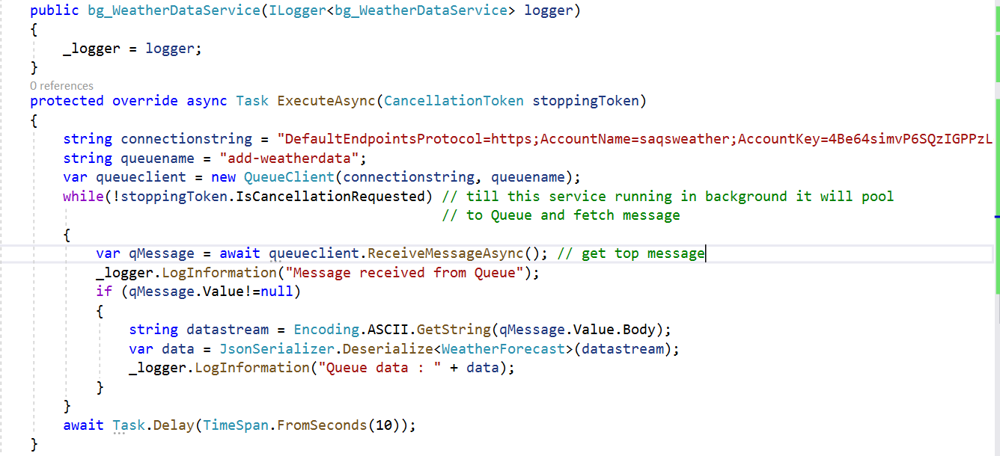 public bg_WeatherDataService(ILogger<bg_WeatherDataService> logger)
{
_logger = logger;
}
0 references
protected override async Task ExecuteAsync(CancellationToken stoppingToken)
{
string connectionstring = "DefaultEndpointsProtocol=https;AccountName=saqsweather;AccountKey=4Be64simvP6SQzIGPPzL
string queuename = "add-weatherdata";
var queueclient = new QueueClient(connectionstring, queuename);
while(!stoppingToken.IsCancellationRequested) // till this service running in background it will pool
// to Queue and fetch message
{
var qMessage = await queueclient.ReceiveMessageAsync(); // get top message
_logger.LogInformation("Message received from Queue");
if (qMessage.Value!=null)
{
string datastream = Encoding.ASCII.GetString(qMessage.Value.Body);
var data = JsonSerializer.Deserialize<WeatherForecast>(datastream);
_logger.LogInformation("Queue data : " + data);
}
}
await Task.Delay(TimeSpan.FromSeconds(10));
}